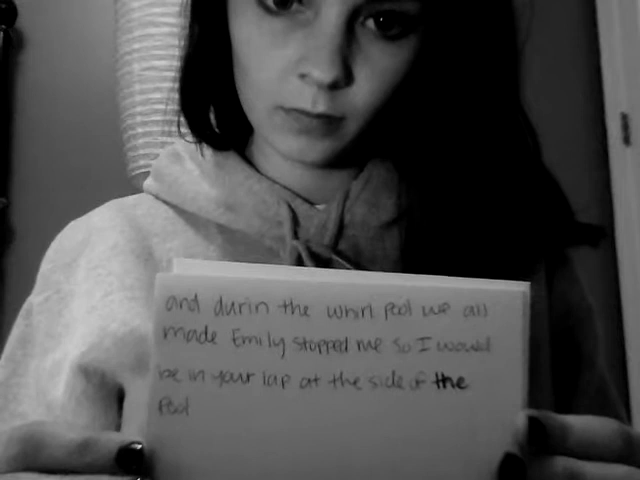 and durin the whirl pool we all
made Emily stopped me so I would
be in your lap at the side of the
pool